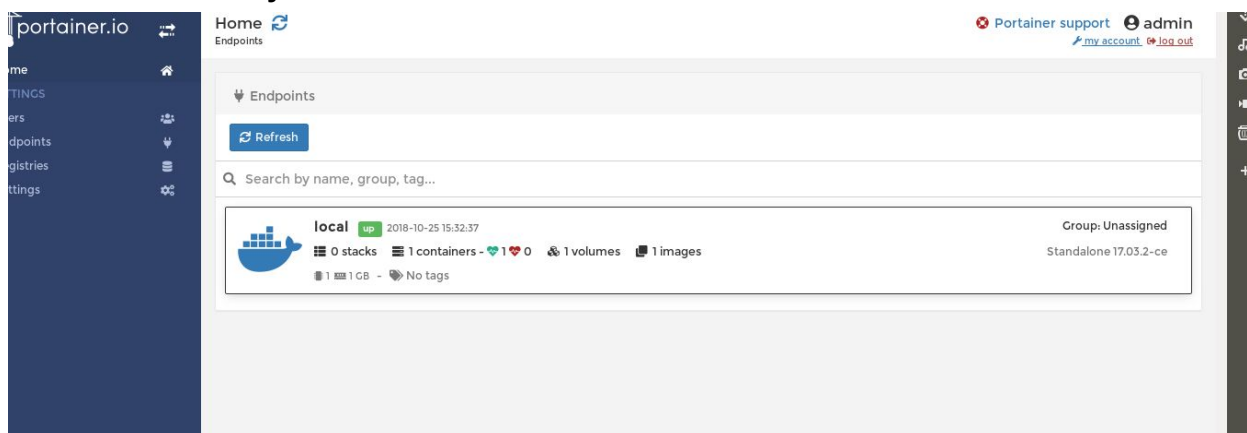 portainer.io
Home
Endpoints
Portainer support admin
my account log out
ome
TTINGS
ers
dpoints
gistries
ttings
Endpoints
Refresh
Search by name, group, tag...
local up 2018-10-25 15:32:37
Group: Unassigned
0 stacks 1 containers - 1 0 1 volumes 1 images
Standalone 17.03.2-ce
1 1 GB - No tags